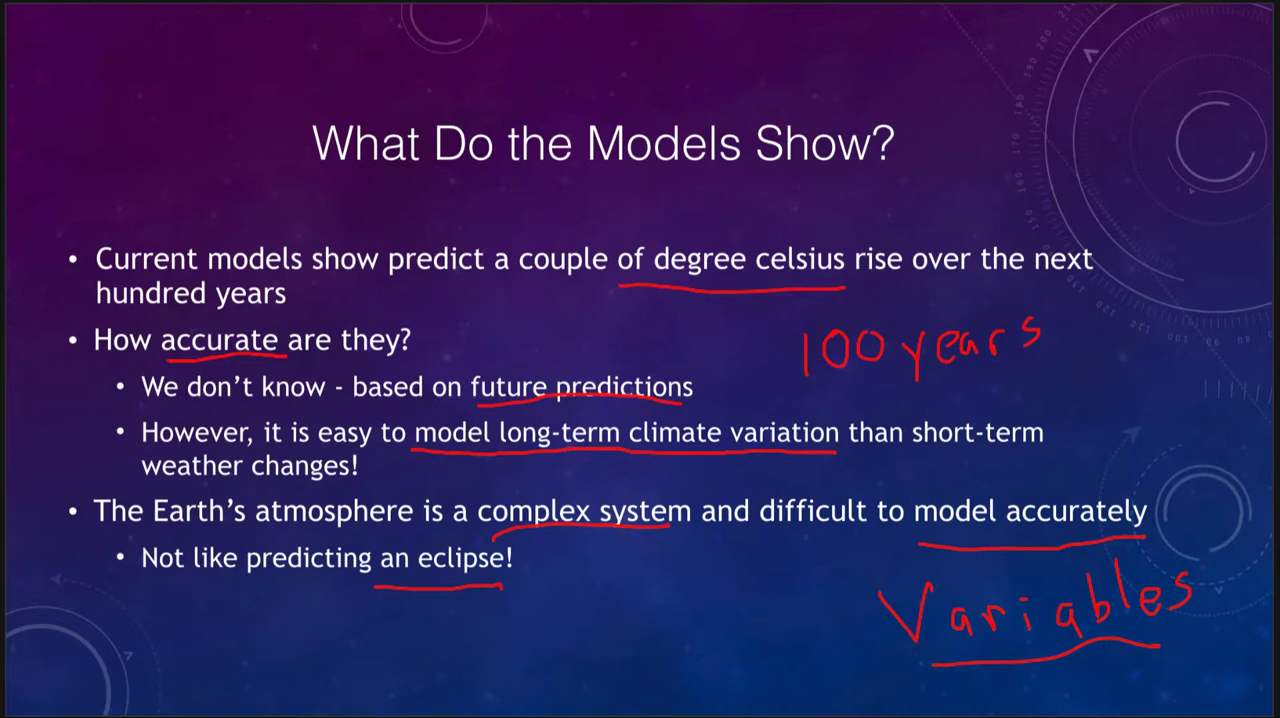 What Do the Models Show?
• Current models show predict a couple of degree celsius rise over the next
hundred years
• How accurate are they?
100 years
• We don't know - based on future predictions
• However, it is easy to model long-term climate variation than short-term
weather changes!
• The Earth's atmosphere is a complex system and difficult to model accurately
• Not like predicting an eclipse!
Variables